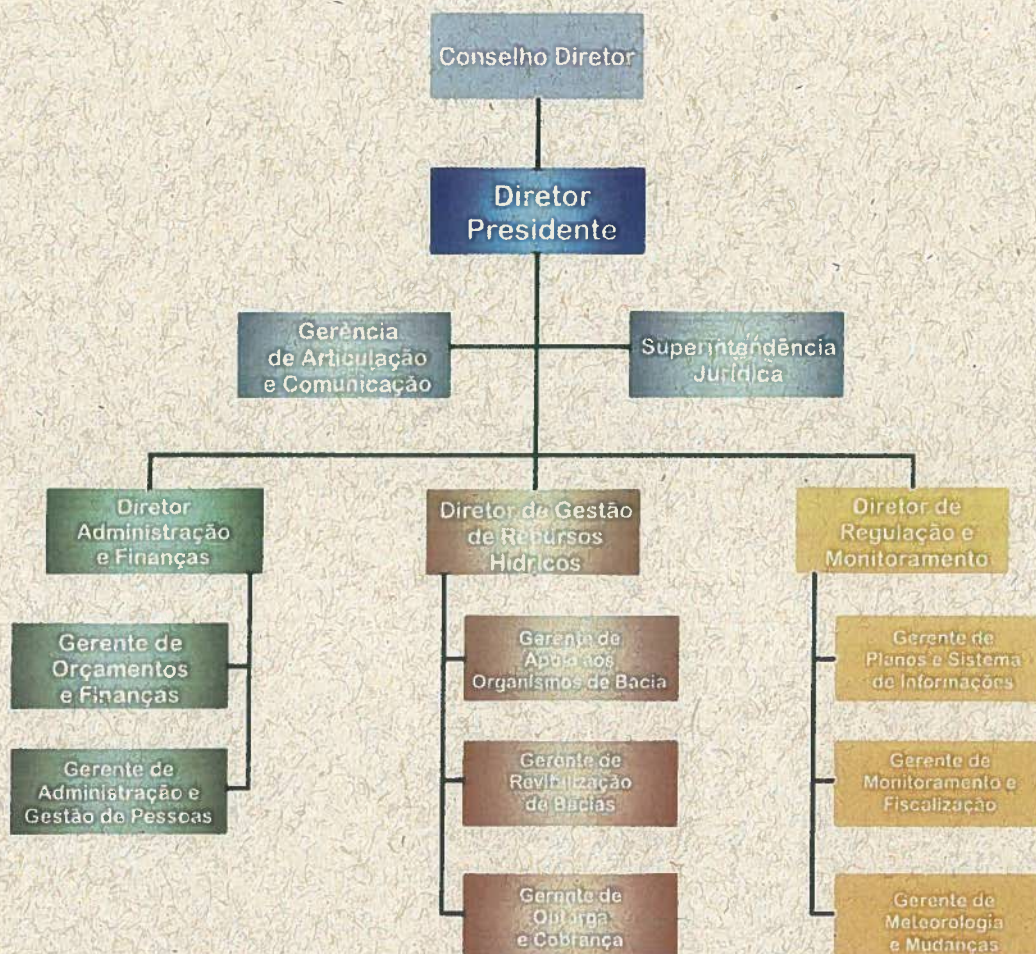 Conselho Diretor
Diretor
Presidente
Gerência
de Articulação
e Comunicação
Superintendência
Jurídica
Diretor
Administração
e Finanças
Gerente de
Orçamentos
e Finanças
Gerente de
Administração e
Gestão de Pessoas
Diretor de Gestão
de Recursos
Hídricos
Gerente de
Apoio aos
Organismos de Bacia
Gerente de
Revibilização
de Bacias
Gerente de
Outorga
e Cobrança
Diretor de
Regulação e
Monitoramento
Gerente de
Planos e Sistema
de Informações
Gerente de
Monitoramento e
Fiscalização
Gerente de
Meteorologia
e Mudanças